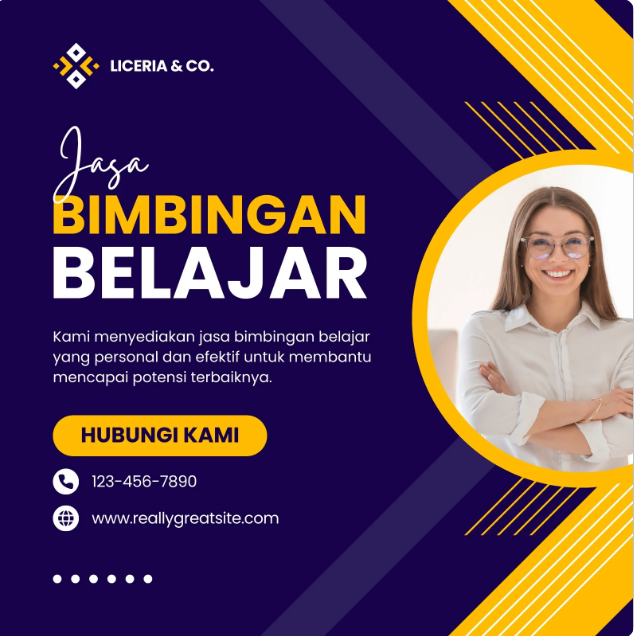 LICERIA & CO.
Jasa
BIMBINGAN
BELAJAR
Kami menyediakan jasa bimbingan belajar
yang personal dan efektif untuk membantu
mencapai potensi terbaiknya.
HUBUNGI KAMI
123-456-7890
www.reallygreatsite.com